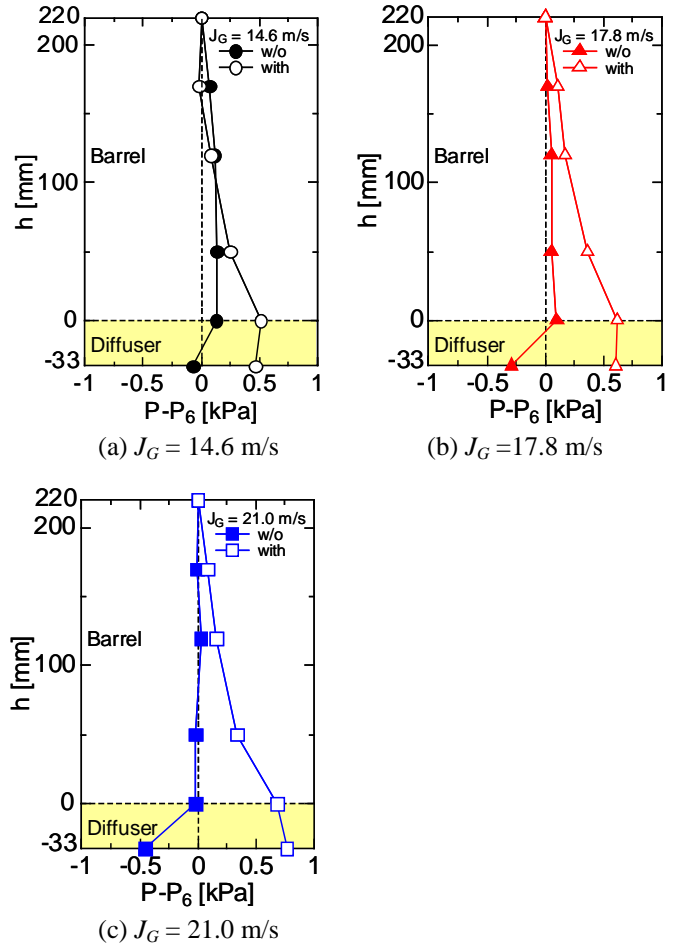 220
200
100
0
-33
h [mm]
J_G = 14.6 m/s
w/o
with
Barrel
Diffuser
-1 -0.5 0 0.5 1
P-P_6 [kPa]
(a) J_G = 14.6 m/s
220
200
100
0
-33
h [mm]
J_G = 17.8 m/s
w/o
with
Barrel
Diffuser
-1 -0.5 0 0.5 1
P-P_6 [kPa]
(b) J_G =17.8 m/s
220
200
100
0
-33
h [mm]
J_G = 21.0 m/s
w/o
with
Barrel
Diffuser
-1 -0.5 0 0.5 1
P-P_6 [kPa]
(c) J_G = 21.0 m/s